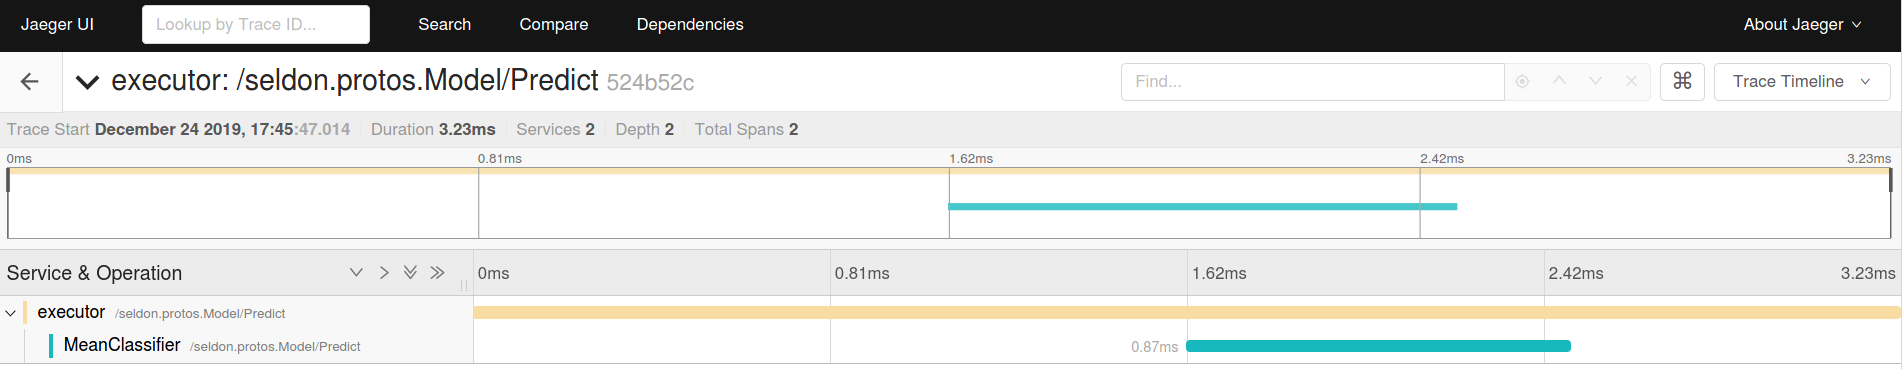 Jaeger UI Lookup by Trace ID... Search Compare Dependencies About Jaeger
executor: /seldon.protos.Model/Predict 524b52c Find... ⌘ Trace Timeline
Trace Start December 24 2019, 17:45:47.014 Duration 3.23ms Services 2 Depth 2 Total Spans 2
0ms 0.81ms 1.62ms 2.42ms 3.23ms
Service & Operation 0ms 0.81ms 1.62ms 2.42ms 3.23ms
executor /seldon.protos.Model/Predict
MeanClassifier /seldon.protos.Model/Predict 0.87ms